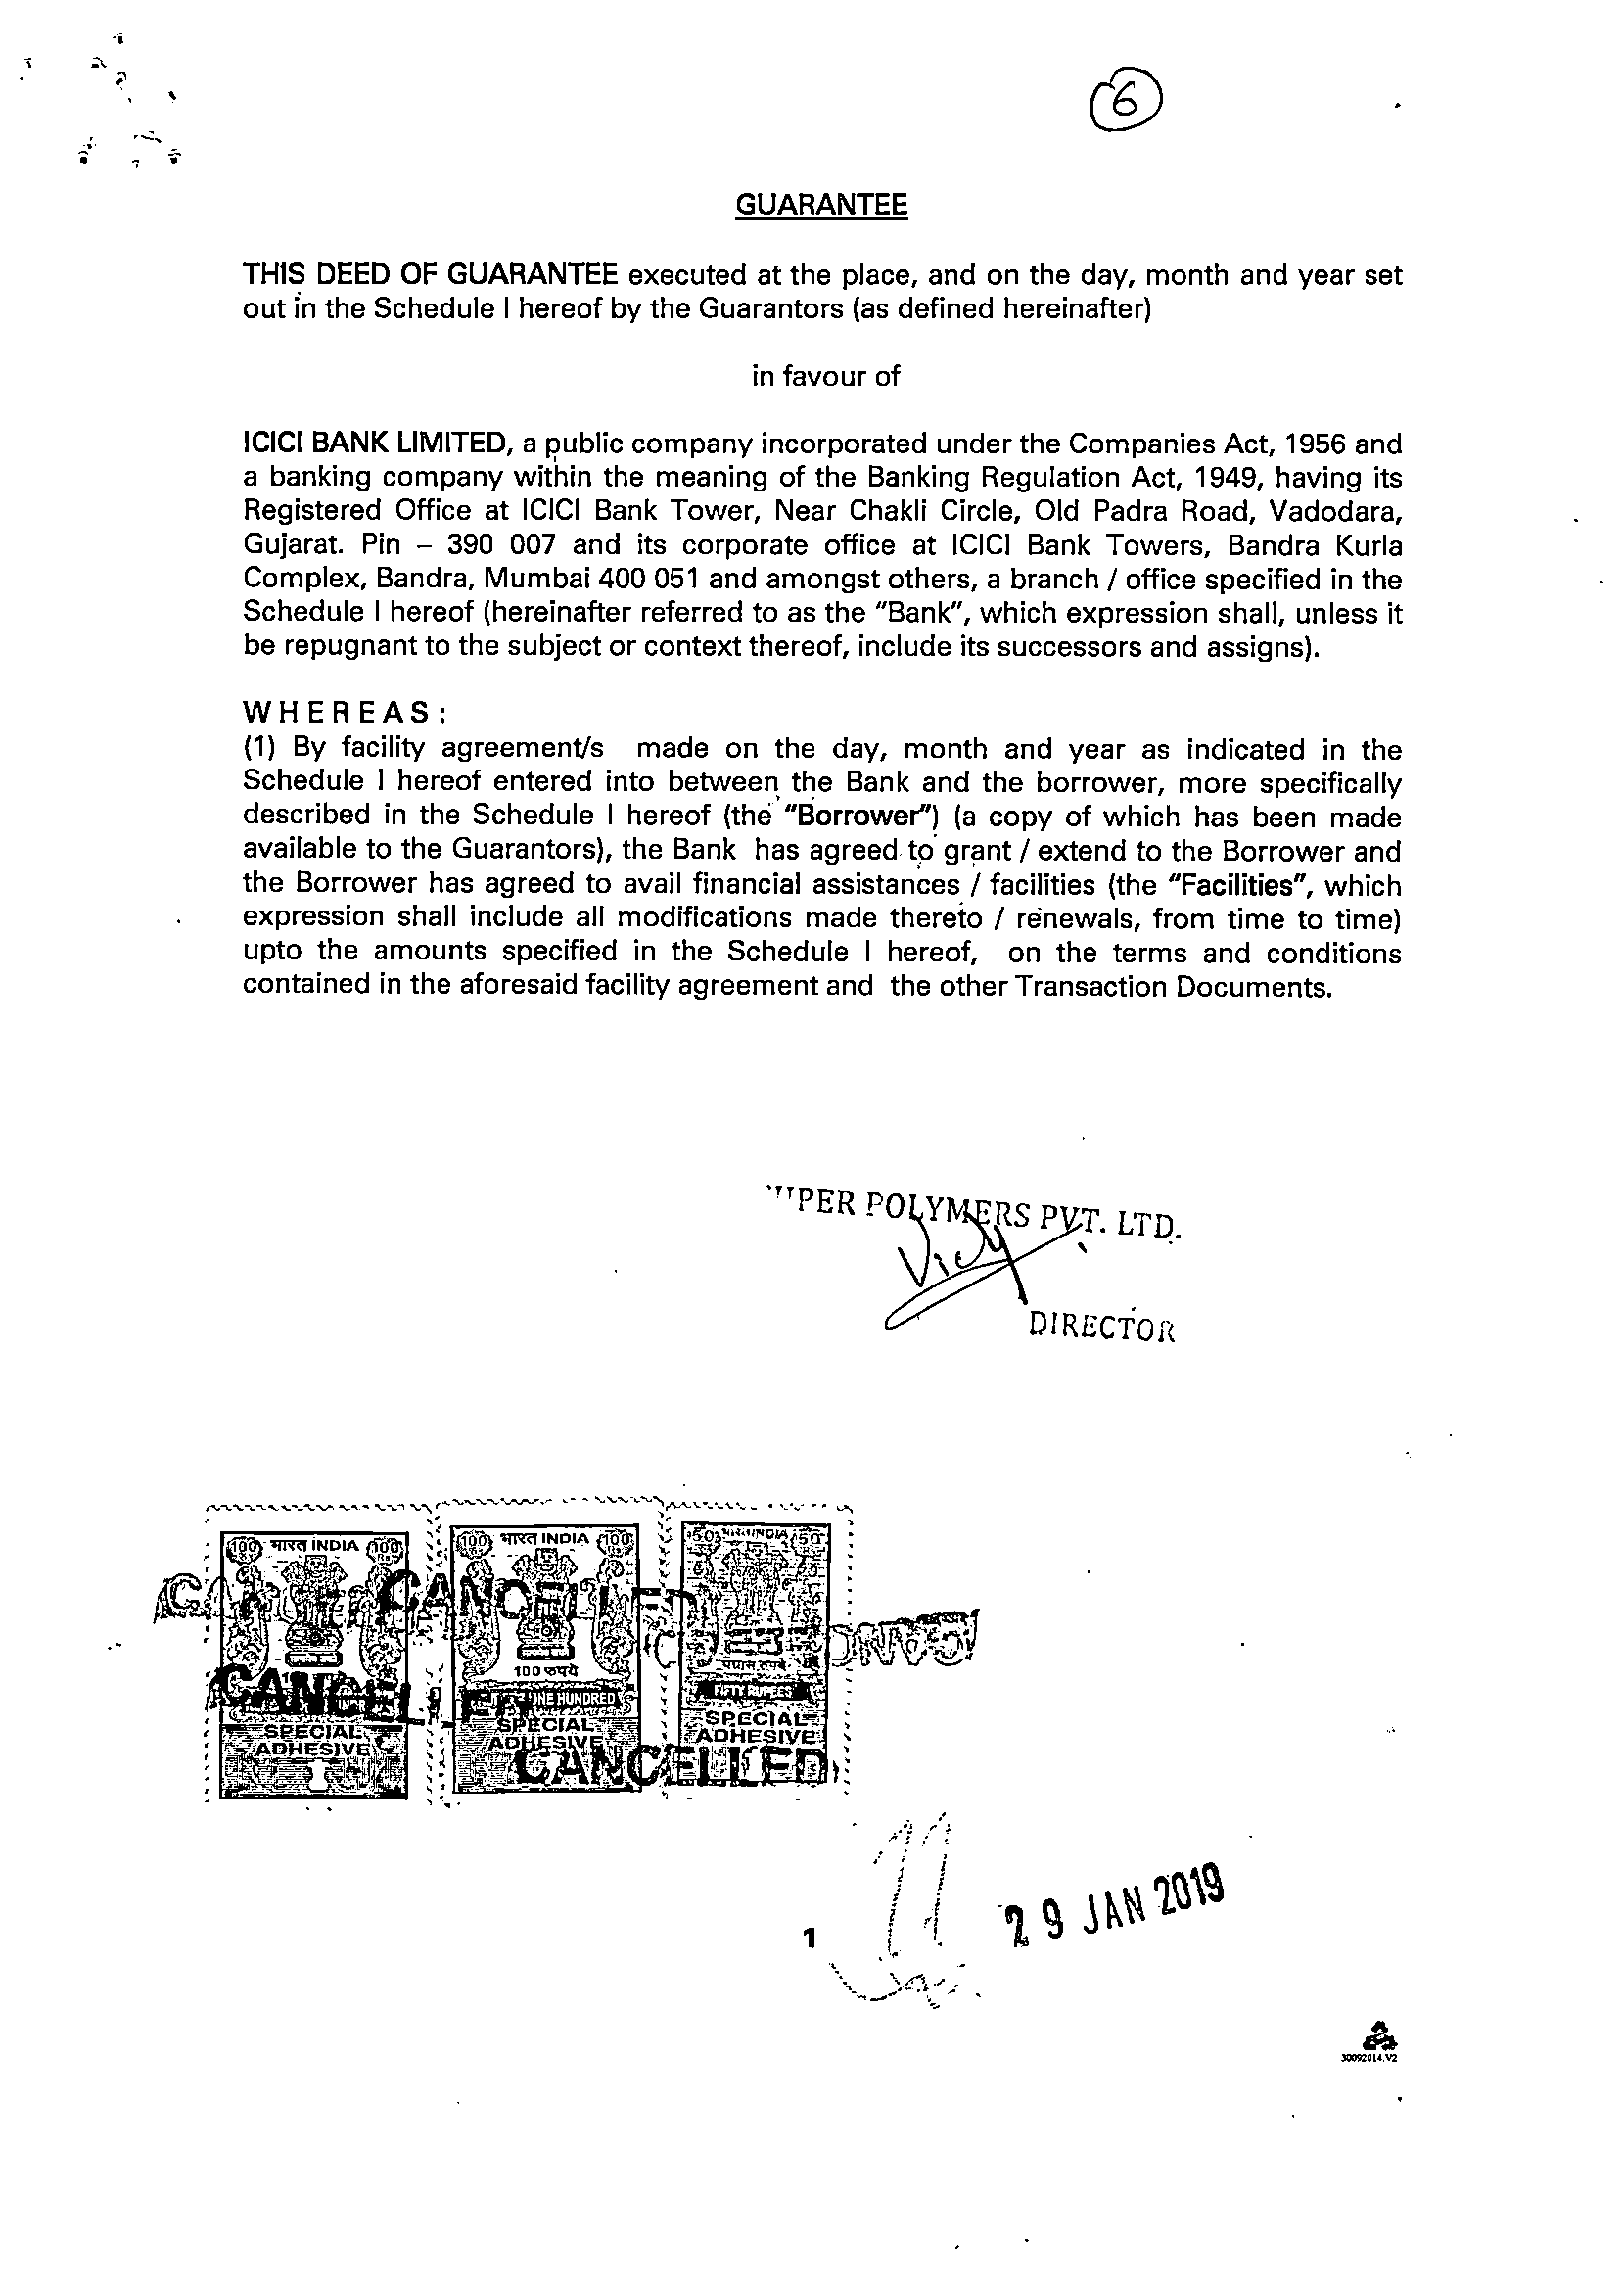 6
GUARANTEE
THIS DEED OF GUARANTEE executed at the place, and on the day, month and year set
out in the Schedule I hereof by the Guarantors (as defined hereinafter)
in favour of
ICICI BANK LIMITED, a public company incorporated under the Companies Act, 1956 and
a banking company within the meaning of the Banking Regulation Act, 1949, having its
Registered Office at ICICI Bank Tower, Near Chakli Circle, Old Padra Road, Vadodara,
Gujarat. Pin – 390 007 and its corporate office at ICICI Bank Towers, Bandra Kurla
Complex, Bandra, Mumbai 400 051 and amongst others, a branch / office specified in the
Schedule I hereof (hereinafter referred to as the "Bank", which expression shall, unless it
be repugnant to the subject or context thereof, include its successors and assigns).
WHEREAS:
(1) By facility agreement/s made on the day, month and year as indicated in the
Schedule I hereof entered into between the Bank and the borrower, more specifically
described in the Schedule I hereof (the "Borrower") (a copy of which has been made
available to the Guarantors), the Bank has agreed to grant / extend to the Borrower and
the Borrower has agreed to avail financial assistances / facilities (the "Facilities", which
expression shall include all modifications made thereto / renewals, from time to time)
upto the amounts specified in the Schedule I hereof, on the terms and conditions
contained in the aforesaid facility agreement and the other Transaction Documents.
PER POLYMERS PVT. LTD.
DIRECTOR
100 भारत INDIA 100
100 भारत INDIA 100
50 INDIA 50
CANCELLED
100 रुपये
CANCELLED
ONE HUNDRED
FIFTY RUPEES
SPECIAL
ADHESIVE
SPECIAL
ADHESIVE
SPECIAL
ADHESIVE
CANCELLED
29 JAN 2019
1
30092014.V2